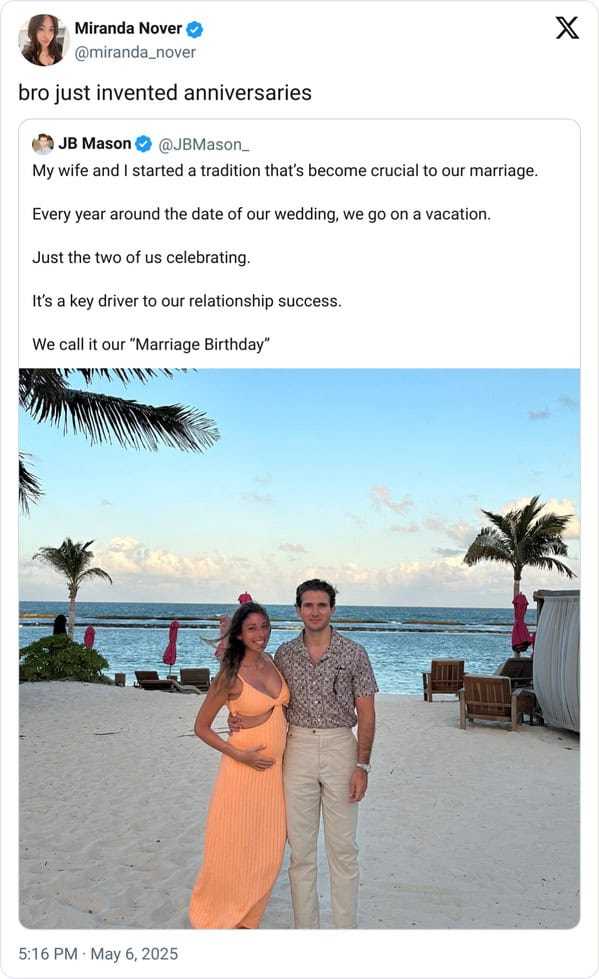 Miranda Nover
@miranda_nover
bro just invented anniversaries
JB Mason @JBMason_
My wife and I started a tradition that’s become crucial to our marriage.
Every year around the date of our wedding, we go on a vacation.
Just the two of us celebrating.
It’s a key driver to our relationship success.
We call it our “Marriage Birthday”
5:16 PM · May 6, 2025